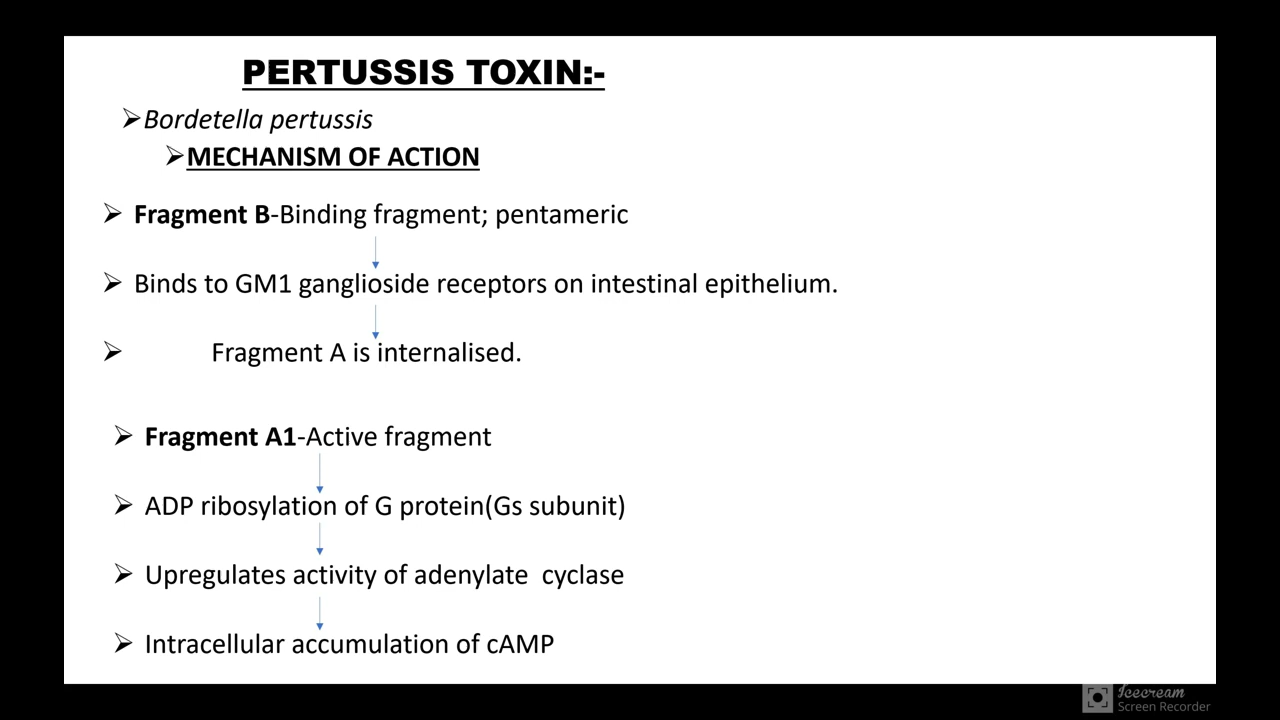 PERTUSSIS TOXIN:-
➢Bordetella pertussis
➢MECHANISM OF ACTION
➢ Fragment B-Binding fragment; pentameric
➢ Binds to GM1 ganglioside receptors on intestinal epithelium.
➢ Fragment A is internalised.
➢ Fragment A1-Active fragment
➢ ADP ribosylation of G protein(Gs subunit)
➢ Upregulates activity of adenylate  cyclase
➢ Intracellular accumulation of cAMP
Icecream
Screen Recorder